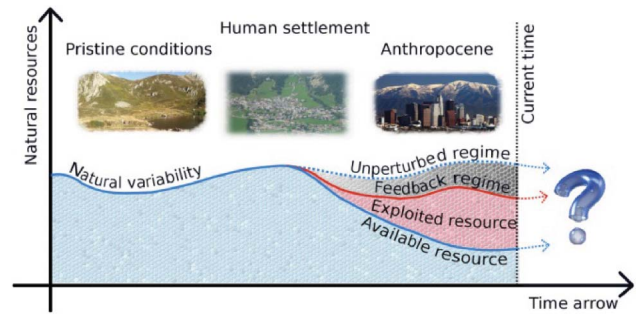 Human settlement
Pristine conditions
Anthropocene
Natural resources
Current time
Natural variability
Unperturbed regime
Feedback regime
Exploited resource
Available resource
?
Time arrow